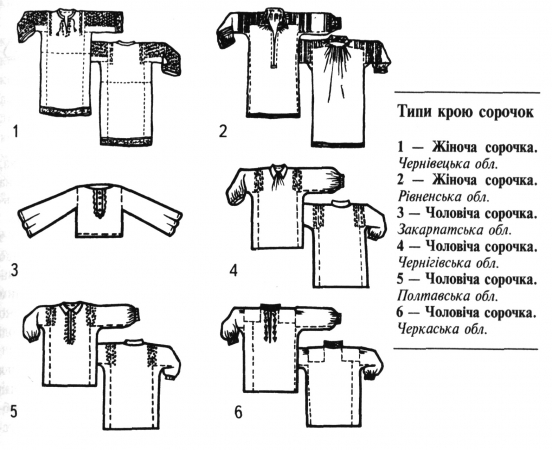 1
2
3
4
5
6
Типи крою сорочок
1 — Жіноча сорочка.
Чернівецька обл.
2 — Жіноча сорочка.
Рівненська обл.
3 — Чоловіча сорочка.
Закарпатська обл.
4 — Чоловіча сорочка.
Чернігівська обл.
5 — Чоловіча сорочка.
Полтавська обл.
6 — Чоловіча сорочка.
Черкаська обл.